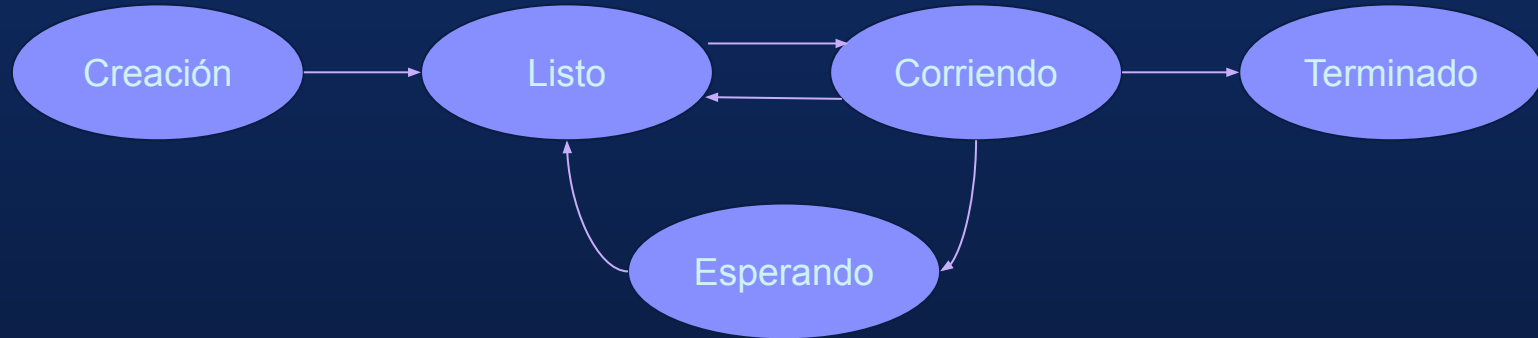 Creación
Listo
Corriendo
Terminado
Esperando